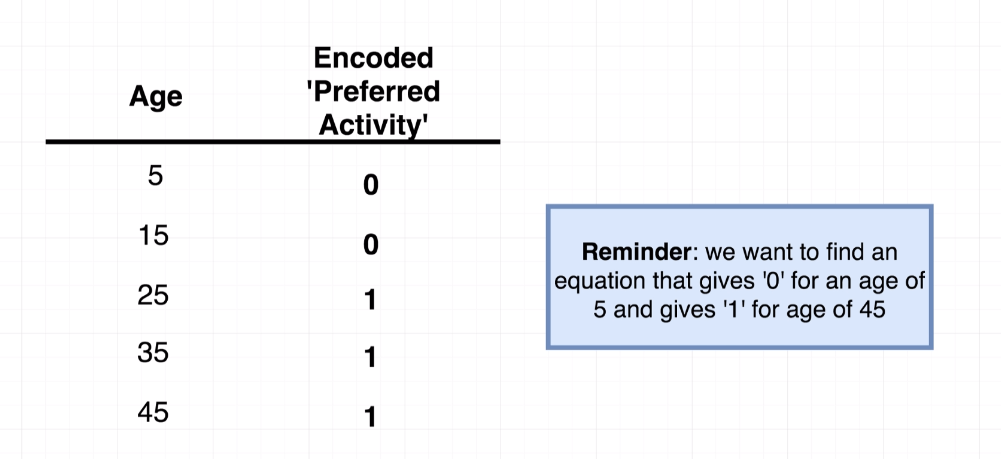 Encoded
'Preferred
Activity'
Age
5 0
15 0
25 1
35 1
45 1
Reminder: we want to find an
equation that gives '0' for an age of
5 and gives '1' for age of 45